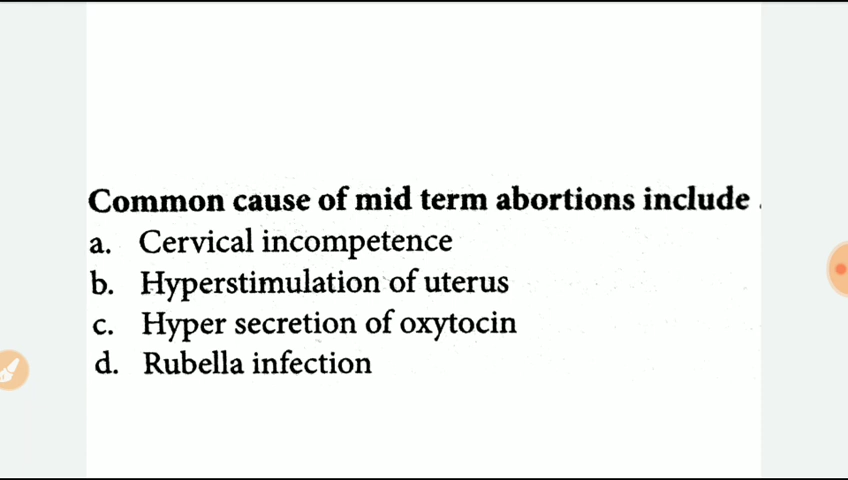 Common cause of mid term abortions include .
a. Cervical incompetence
b. Hyperstimulation of uterus
c. Hyper secretion of oxytocin
d. Rubella infection